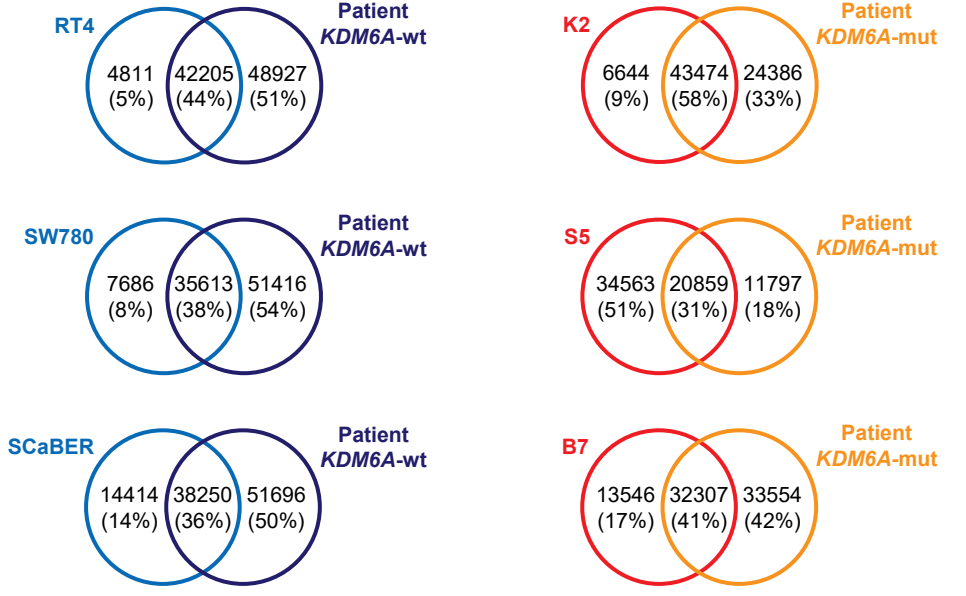 RT4
Patient
KDM6A-wt
4811 42205 48927
(5%) (44%) (51%)
K2
Patient
KDM6A-mut
6644 43474 24386
(9%) (58%) (33%)
SW780
Patient
KDM6A-wt
7686 35613 51416
(8%) (38%) (54%)
S5
Patient
KDM6A-mut
34563 20859 11797
(51%) (31%) (18%)
SCaBER
Patient
KDM6A-wt
14414 38250 51696
(14%) (36%) (50%)
B7
Patient
KDM6A-mut
13546 32307 33554
(17%) (41%) (42%)